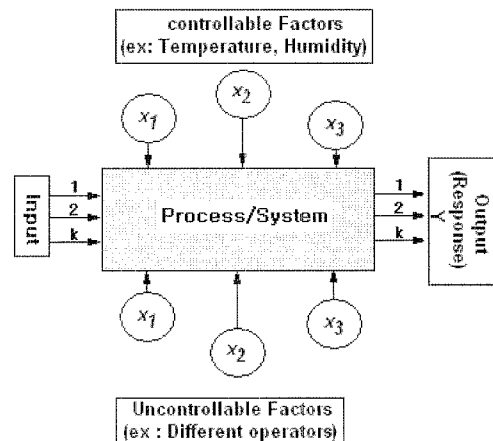 controllable Factors
(ex: Temperature, Humidity)
x1
x2
x3
Input
1
2
k
Process/System
1
2
k
Output
(Response)
Y
x1
x2
x3
Uncontrollable Factors
(ex : Different operators)